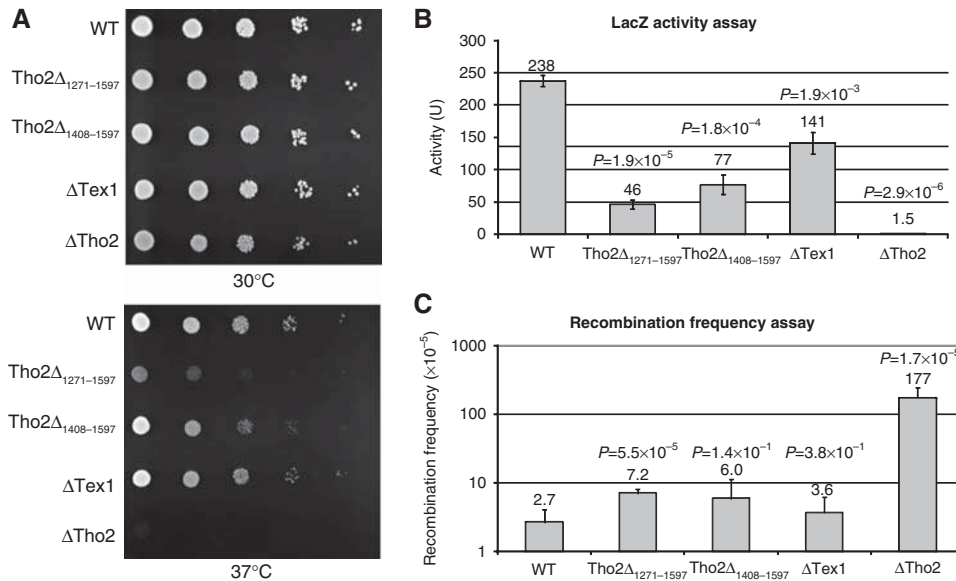 A
WT
Tho2Δ1271–1597
Tho2Δ1408–1597
ΔTex1
ΔTho2
30°C
WT
Tho2Δ1271–1597
Tho2Δ1408–1597
ΔTex1
ΔTho2
37°C
B
LacZ activity assay
Activity (U)
300
250
200
150
100
50
0
238
P=1.9×10−5
46
P=1.8×10−4
77
P=1.9×10−3
141
P=2.9×10−6
1.5
WT
Tho2Δ1271–1597
Tho2Δ1408–1597
ΔTex1
ΔTho2
C
Recombination frequency assay
Recombination frequency (×10−5)
1000
100
10
1
2.7
P=5.5×10−5
7.2
P=1.4×10−1
6.0
P=3.8×10−1
3.6
P=1.7×10−5
177
WT
Tho2Δ1271–1597
Tho2Δ1408–1597
ΔTex1
ΔTho2